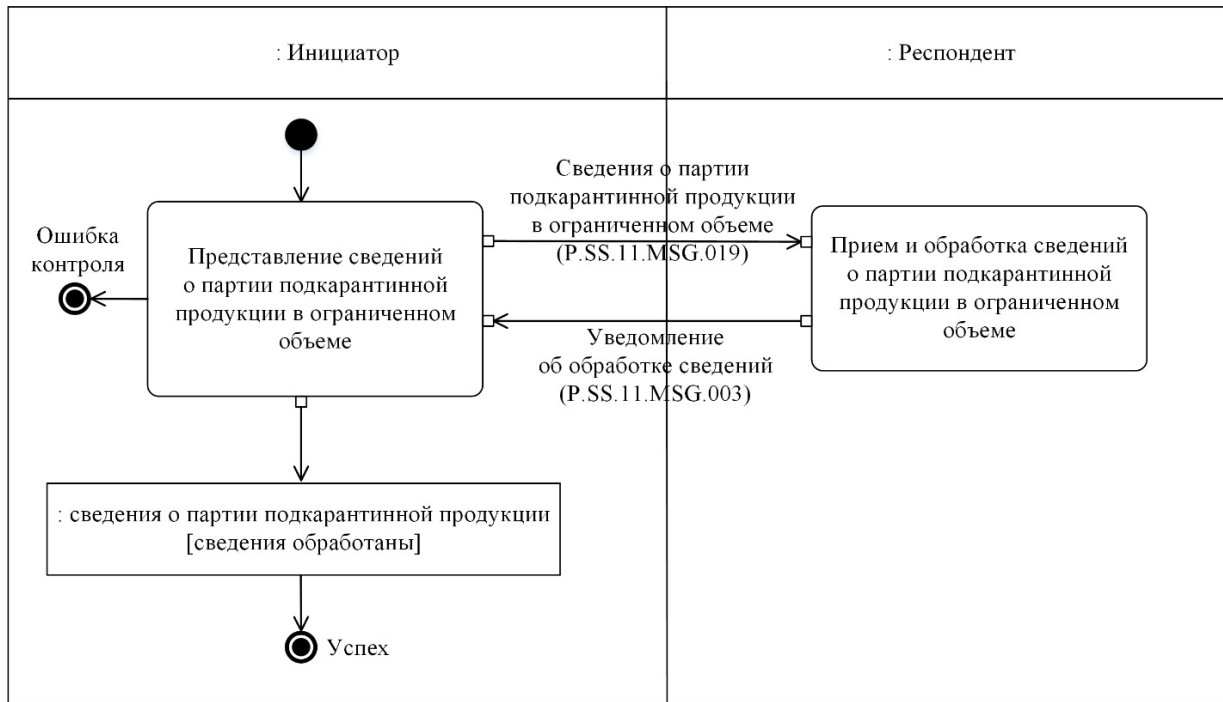 : Инициатор
: Респондент
Сведения о партии
подкарантинной продукции
в ограниченном объеме
(P.SS.11.MSG.019)
Ошибка
контроля
Представление сведений
о партии подкарантинной
продукции в ограниченном
объеме
Прием и обработка сведений
о партии подкарантинной
продукции в ограниченном
объеме
Уведомление
об обработке сведений
(P.SS.11.MSG.003)
: сведения о партии подкарантинной продукции
[сведения обработаны]
Успех